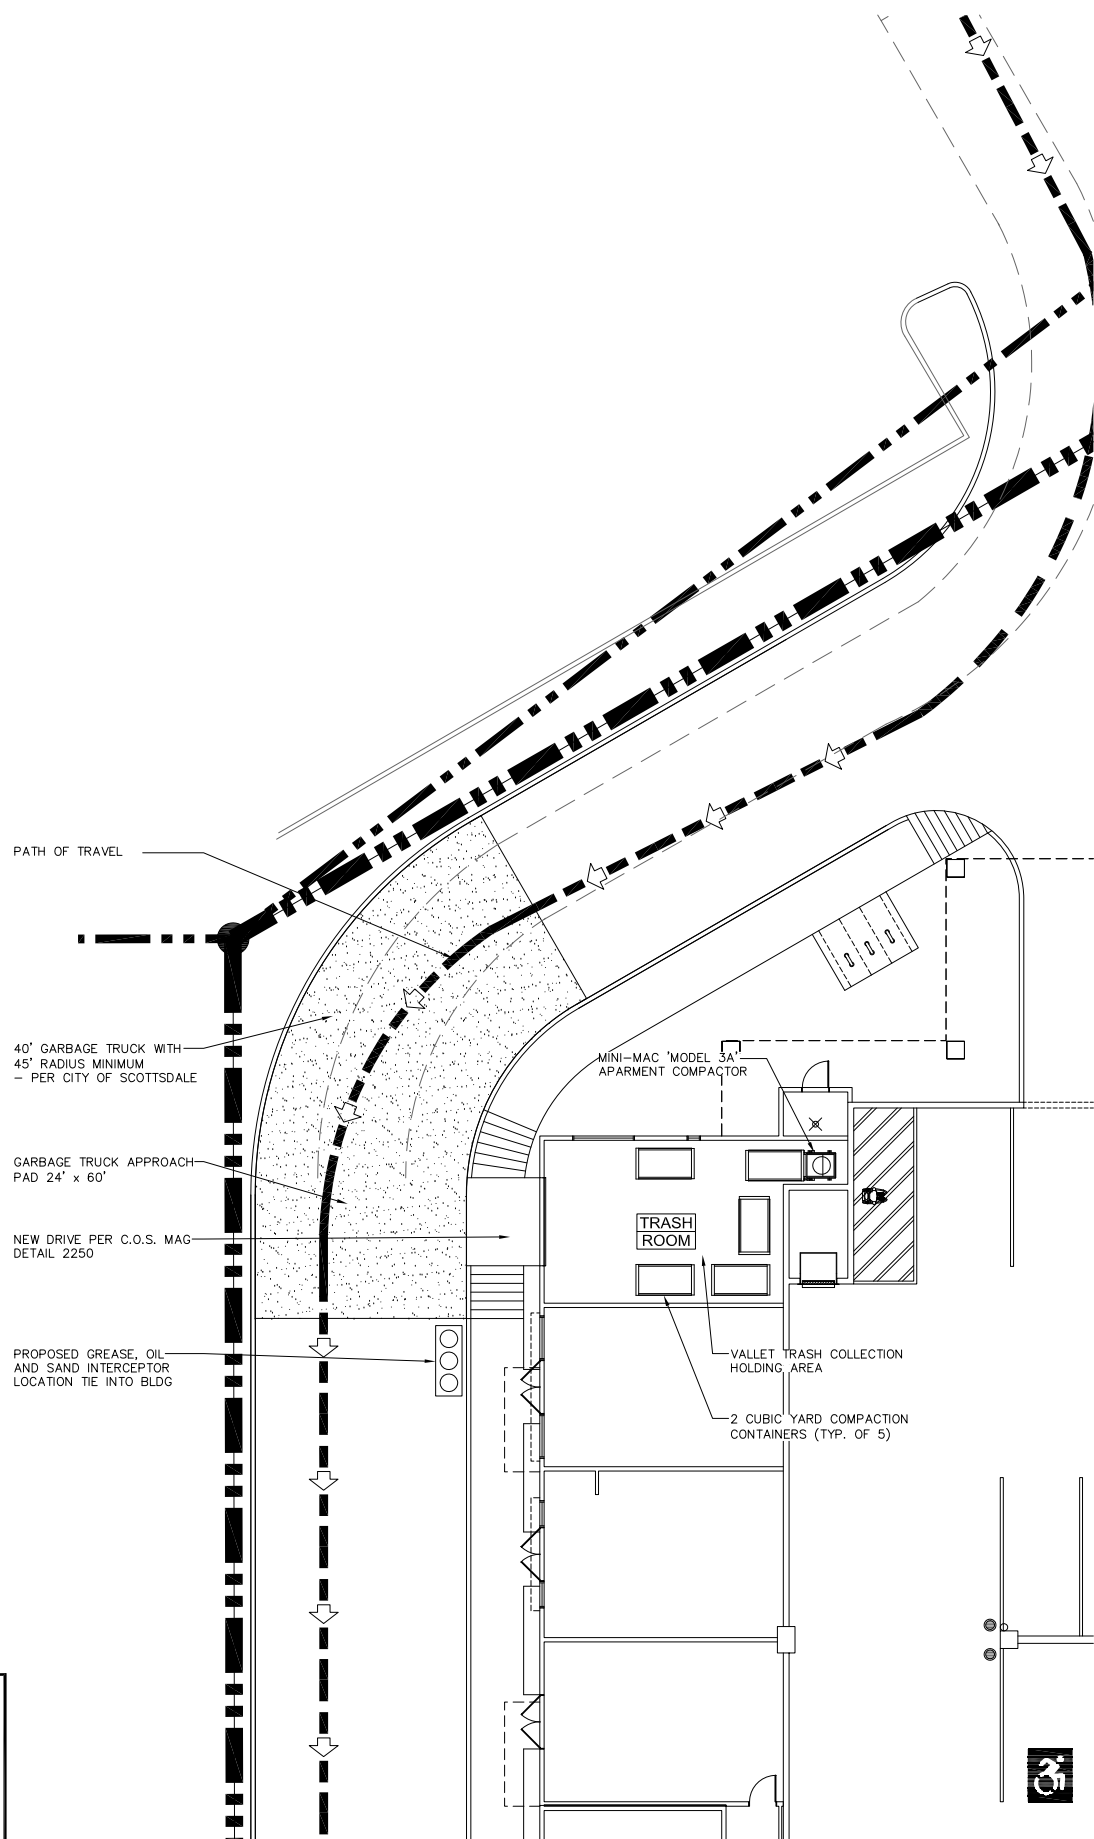 PATH OF TRAVEL
40' GARBAGE TRUCK WITH
45' RADIUS MINIMUM
- PER CITY OF SCOTTSDALE
MINI-MAC 'MODEL 3A'
APARMENT COMPACTOR
GARBAGE TRUCK APPROACH
PAD 24' x 60'
TRASH
ROOM
NEW DRIVE PER C.O.S. MAG
DETAIL 2250
PROPOSED GREASE, OIL
AND SAND INTERCEPTOR
LOCATION TIE INTO BLDG
VALLET TRASH COLLECTION
HOLDING AREA
2 CUBIC YARD COMPACTION
CONTAINERS (TYP. OF 5)